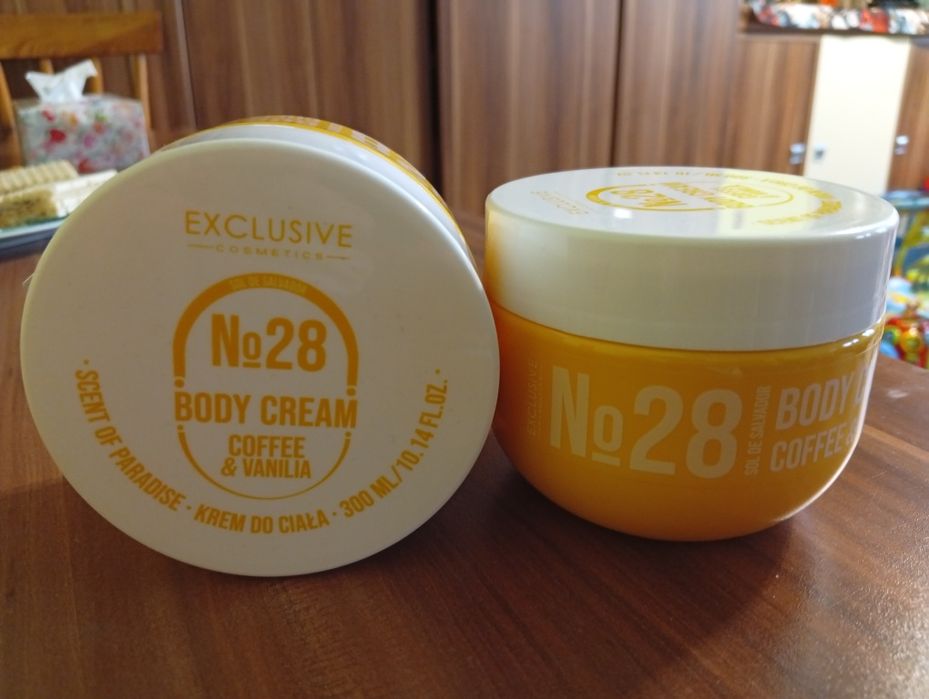 EXCLUSIVE
COSMETICS
SOL DE SALVADOR
No28
BODY CREAM
COFFEE
& VANILIA
· SCENT OF PARADISE · KREM DO CIAŁA · 300 ML/10.14 FL.OZ. ·
EXCLUSIVE
No28
SOL DE SALVADOR
BODY
COFFEE &